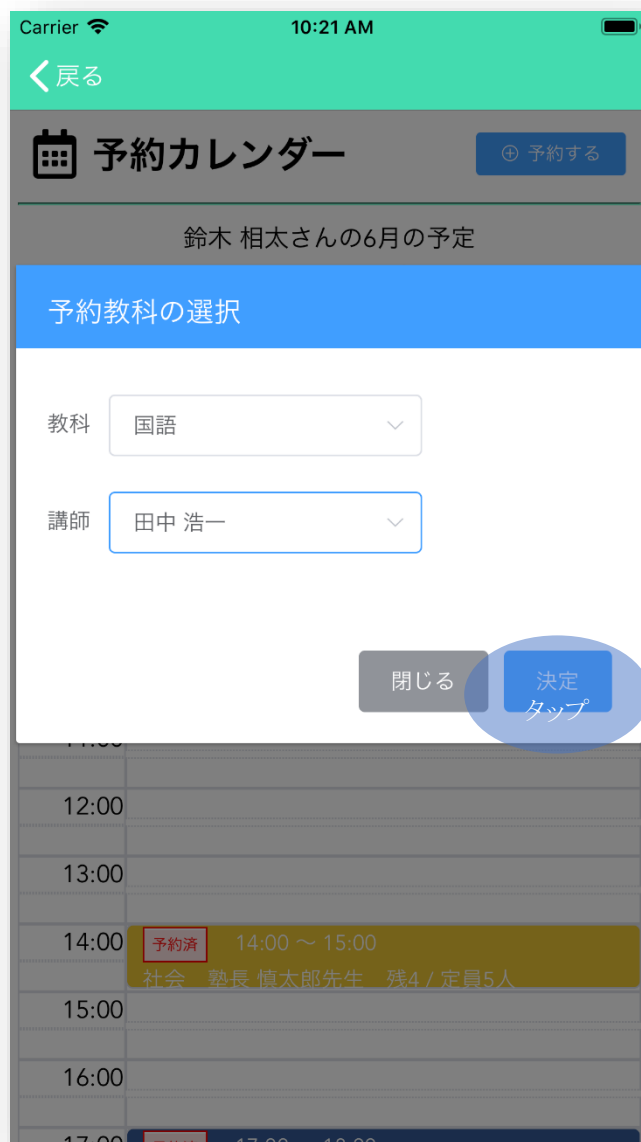 Carrier 10:21 AM
戻る
予約カレンダー
予約する
鈴木 相太さんの6月の予定
予約教科の選択
教科 国語
講師 田中 浩一
閉じる 決定
タップ
12:00
13:00
14:00 予約済 14:00 ～ 15:00
社会 塾長 慎太郎先生 残4 / 定員5人
15:00
16:00